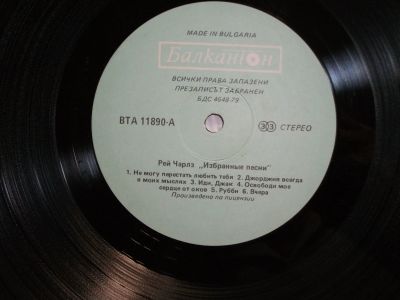 MADE IN BULGARIA
Балкантон
ВСИЧКИ ПРАВА ЗАПАЗЕНИ
ПРЕЗАПИСЪТ ЗАБРАНЕН
БДС 4648-79
ВТА 11890-А
33 СТЕРЕО
Рей Чарлз „Избранные песни"
1. Не могу перестать любить тебя 2. Джорджия всегда
в моих мыслях 3. Иди, Джак 4. Освободи мое
сердце от оков 5. Рубби 6. Вчера
Произведено по лицензии